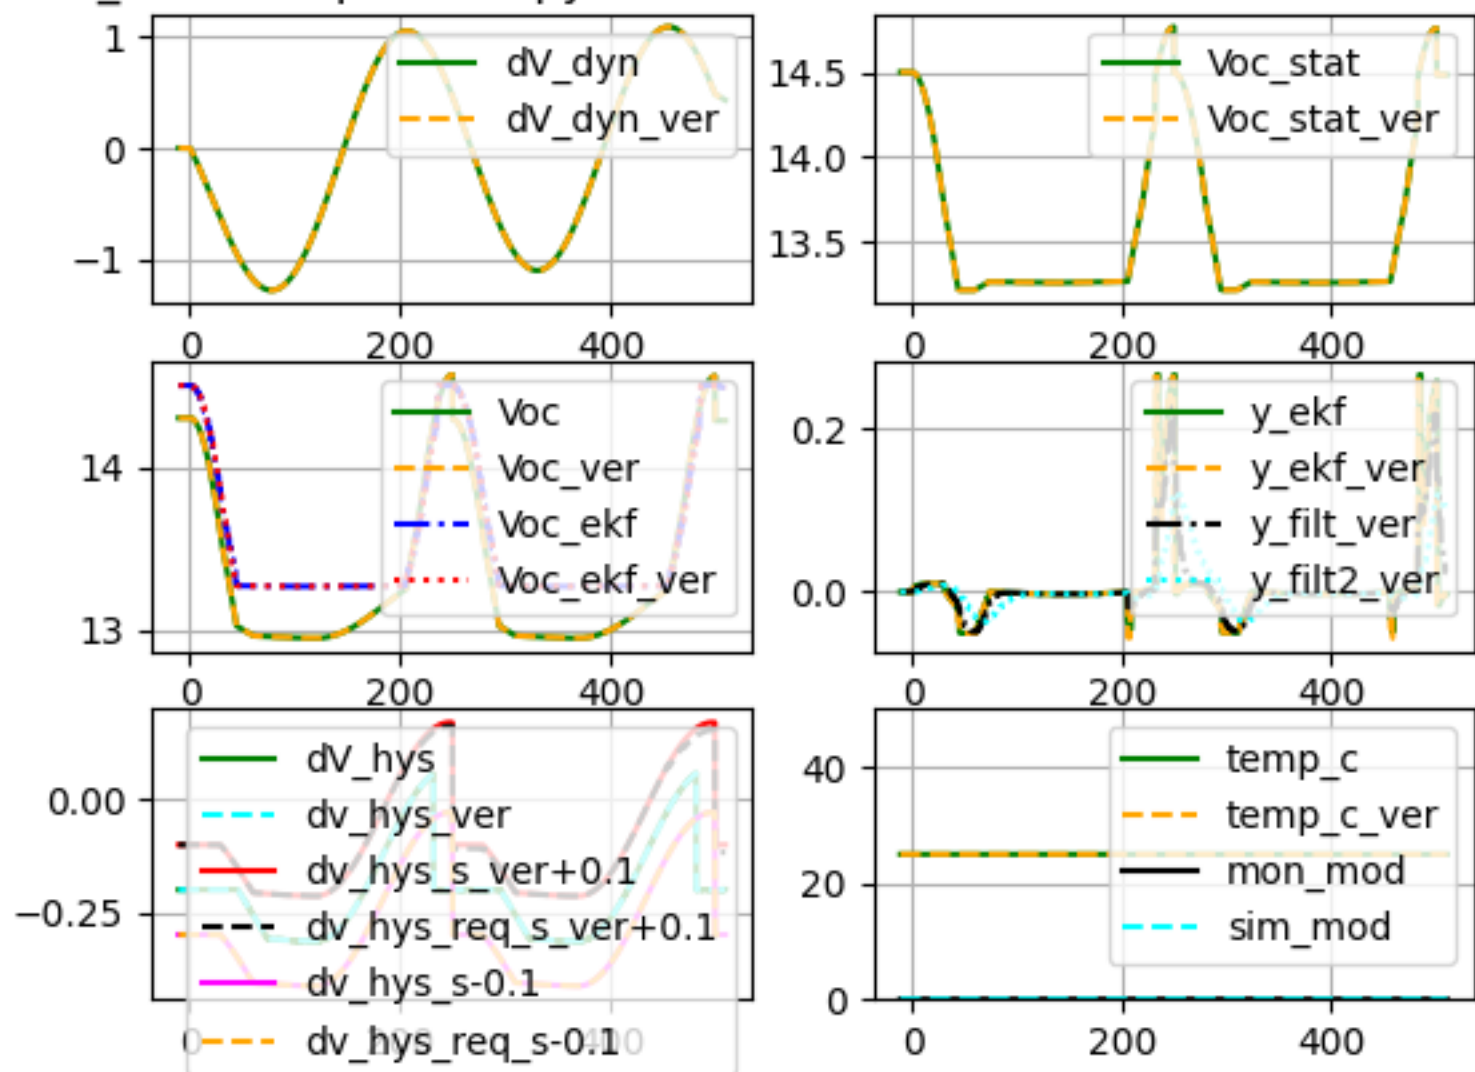 1
0
−1
0
200
400
dV_dyn
dV_dyn_ver
14.5
14.0
13.5
0
200
400
Voc_stat
Voc_stat_ver
14
13
0
200
400
Voc
Voc_ver
Voc_ekf
Voc_ekf_ver
0.2
0.0
0
200
400
y_ekf
y_ekf_ver
y_filt_ver
y_filt2_ver
0.00
−0.25
0
200
400
dV_hys
dv_hys_ver
dv_hys_s_ver+0.1
dv_hys_req_s_ver+0.1
dv_hys_s-0.1
dv_hys_req_s-0.1
40
20
0
0
200
400
temp_c
temp_c_ver
mon_mod
sim_mod